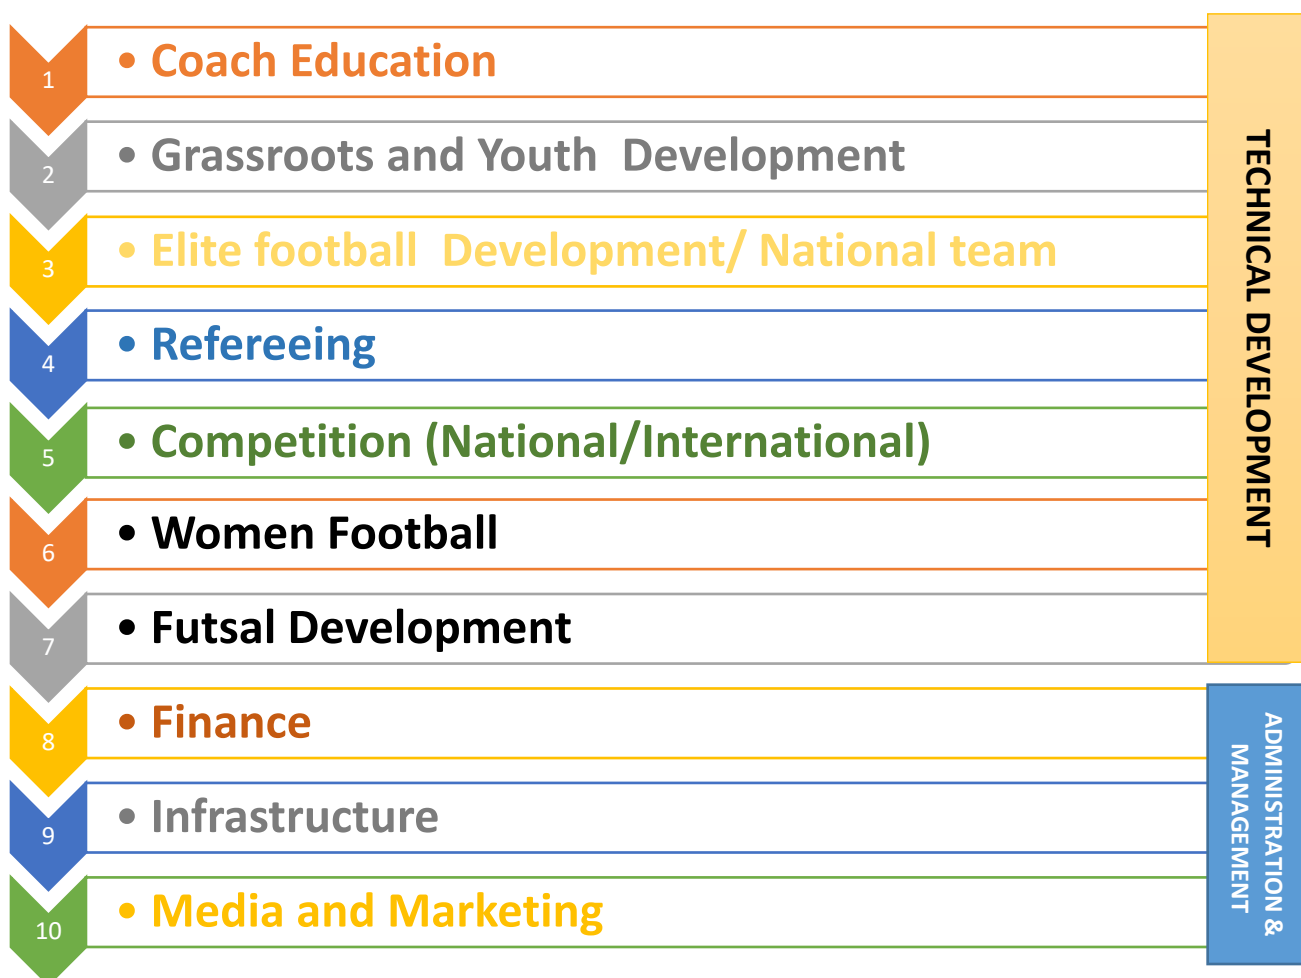 1
• Coach Education
2
• Grassroots and Youth  Development
3
• Elite football  Development/ National team
4
• Refereeing
5
• Competition (National/International)
6
• Women Football
7
• Futsal Development
8
• Finance
9
• Infrastructure
10
• Media and Marketing
TECHNICAL DEVELOPMENT
ADMINISTRATION &
MANAGEMENT